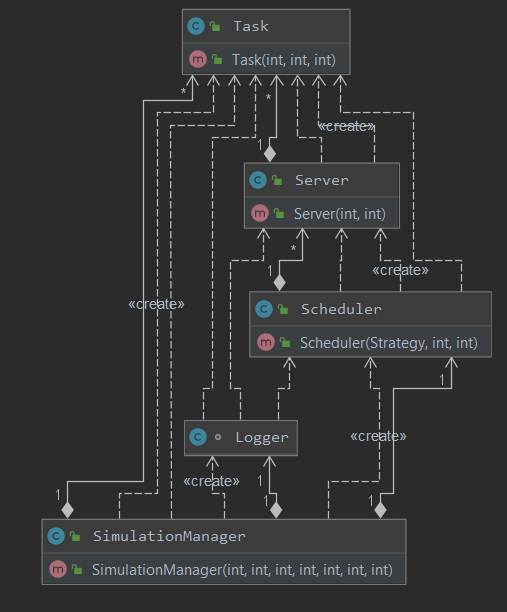 c Task
m Task(int, int, int)
*
*
1
«create»
c Server
m Server(int, int)
*
1
«create»
c Scheduler
m Scheduler(Strategy, int, int)
«create»
1
«create»
c Logger
«create»
1
1
1
1
c SimulationManager
m SimulationManager(int, int, int, int, int, int, int)